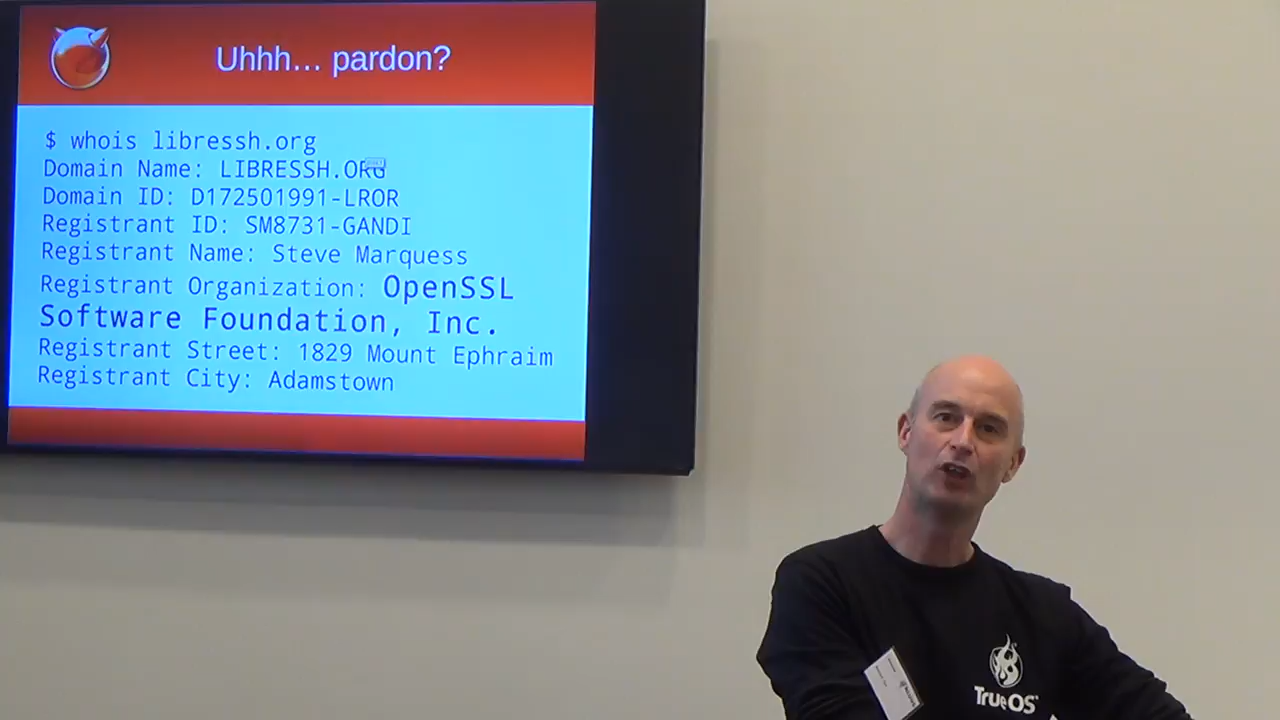 Uhhh... pardon?
$ whois libressh.org
Domain Name: LIBRESSH.ORG
Domain ID: D172501991-LROR
Registrant ID: SM8731-GANDI
Registrant Name: Steve Marquess
Registrant Organization: OpenSSL
Software Foundation, Inc.
Registrant Street: 1829 Mount Ephraim
Registrant City: Adamstown
TrueOS